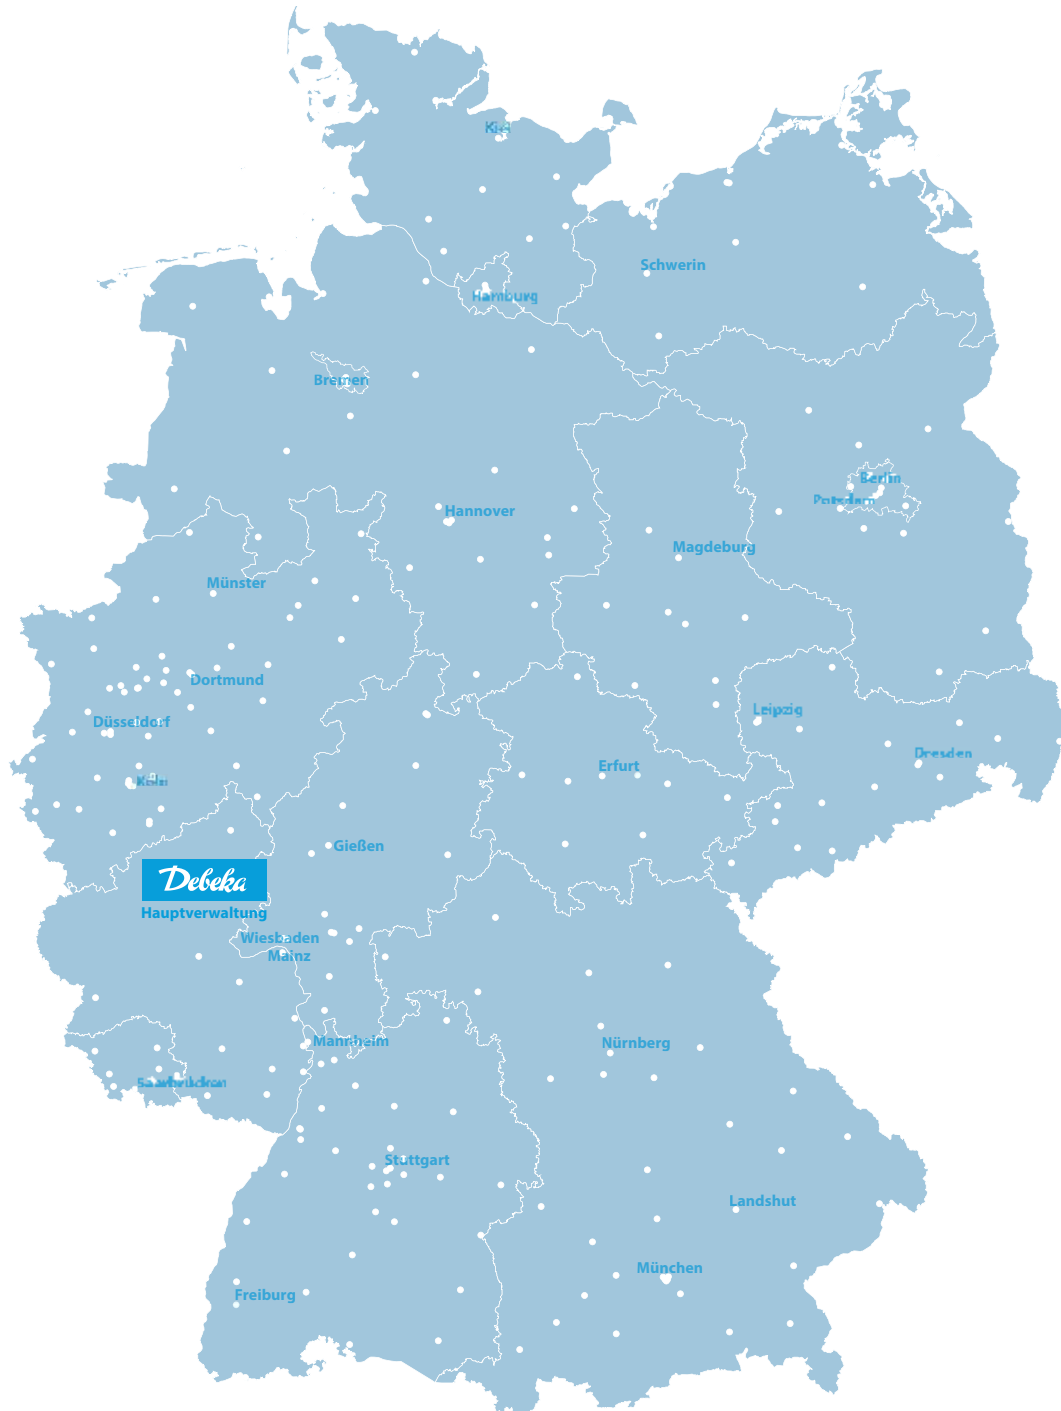 Kiel
Schwerin
Hamburg
Bremen
Berlin
Potsdam
Hannover
Magdeburg
Münster
Dortmund
Leipzig
Düsseldorf
Dresden
Erfurt
Köln
Gießen
Debeka
Hauptverwaltung
Wiesbaden
Mainz
Mannheim
Nürnberg
Saarbrücken
Stuttgart
Landshut
München
Freiburg